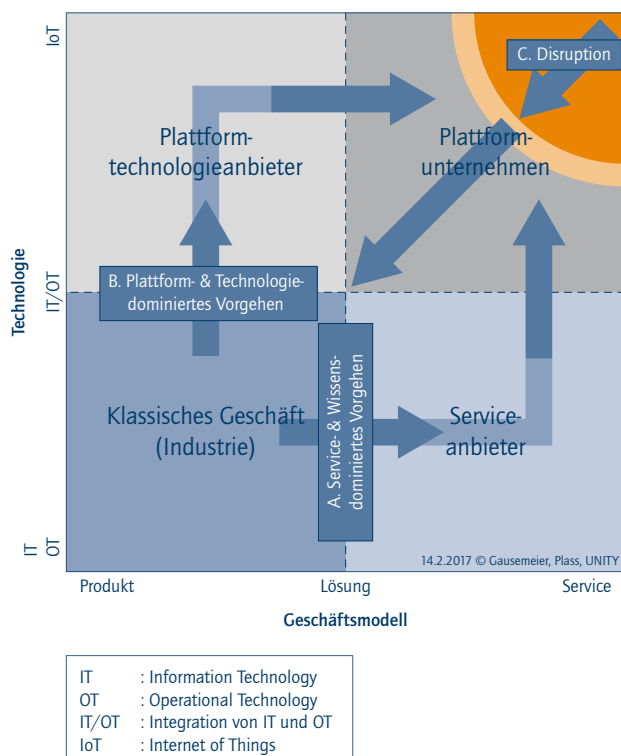 IoT
C. Disruption
Plattform-
technologieanbieter
Plattform-
unternehmen
Technologie
IT/OT
B. Plattform- & Technologie-
dominiertes Vorgehen
Klassisches Geschäft
(Industrie)
A. Service- & Wissens-
dominiertes Vorgehen
Service-
anbieter
IT
OT
14.2.2017 © Gausemeier, Plass, UNITY
Produkt
Lösung
Service
Geschäftsmodell
IT : Information Technology
OT : Operational Technology
IT/OT : Integration von IT und OT
IoT : Internet of Things